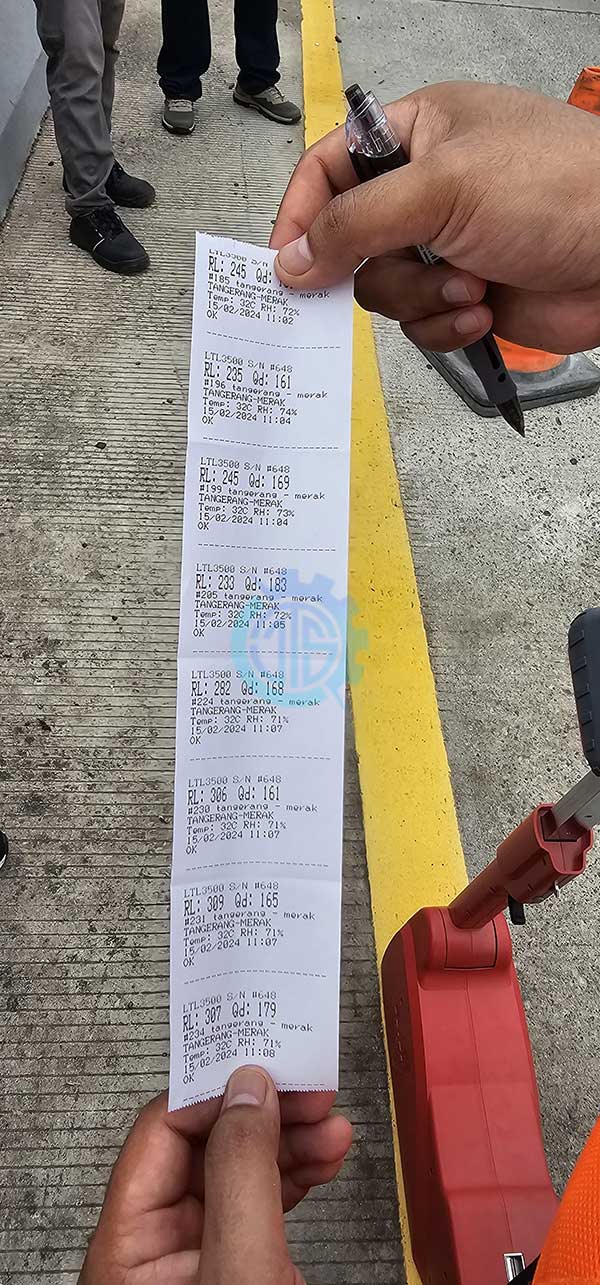 LTL3500 S/N
RL: 245 Qd:
#185 tangerang - merak
TANGERANG-MERAK
Temp: 32C RH: 72%
15/02/2024 11:02
OK
LTL3500 S/N #648
RL: 235 Qd: 161
#196 tangerang - merak
TANGERANG-MERAK
Temp: 32C RH: 74%
15/02/2024 11:04
OK
LTL3500 S/N #648
RL: 245 Qd: 169
#199 tangerang - merak
TANGERANG-MERAK
Temp: 32C RH: 73%
15/02/2024 11:04
OK
LTL3500 S/N #648
RL: 233 Qd: 183
#205 tangerang - merak
TANGERANG-MERAK
Temp: 32C RH: 72%
15/02/2024 11:05
OK
LTL3500 S/N #648
RL: 282 Qd: 168
#224 tangerang - merak
TANGERANG-MERAK
Temp: 32C RH: 71%
15/02/2024 11:07
OK
LTL3500 S/N #648
RL: 306 Qd: 161
#230 tangerang - merak
TANGERANG-MERAK
Temp: 32C RH: 71%
15/02/2024 11:07
OK
LTL3500 S/N #648
RL: 309 Qd: 165
#231 tangerang - merak
TANGERANG-MERAK
Temp: 32C RH: 71%
15/02/2024 11:07
OK
LTL3500 S/N #648
RL: 307 Qd: 179
#234 tangerang - merak
TANGERANG-MERAK
Temp: 32C RH: 71%
15/02/2024 11:08
OK